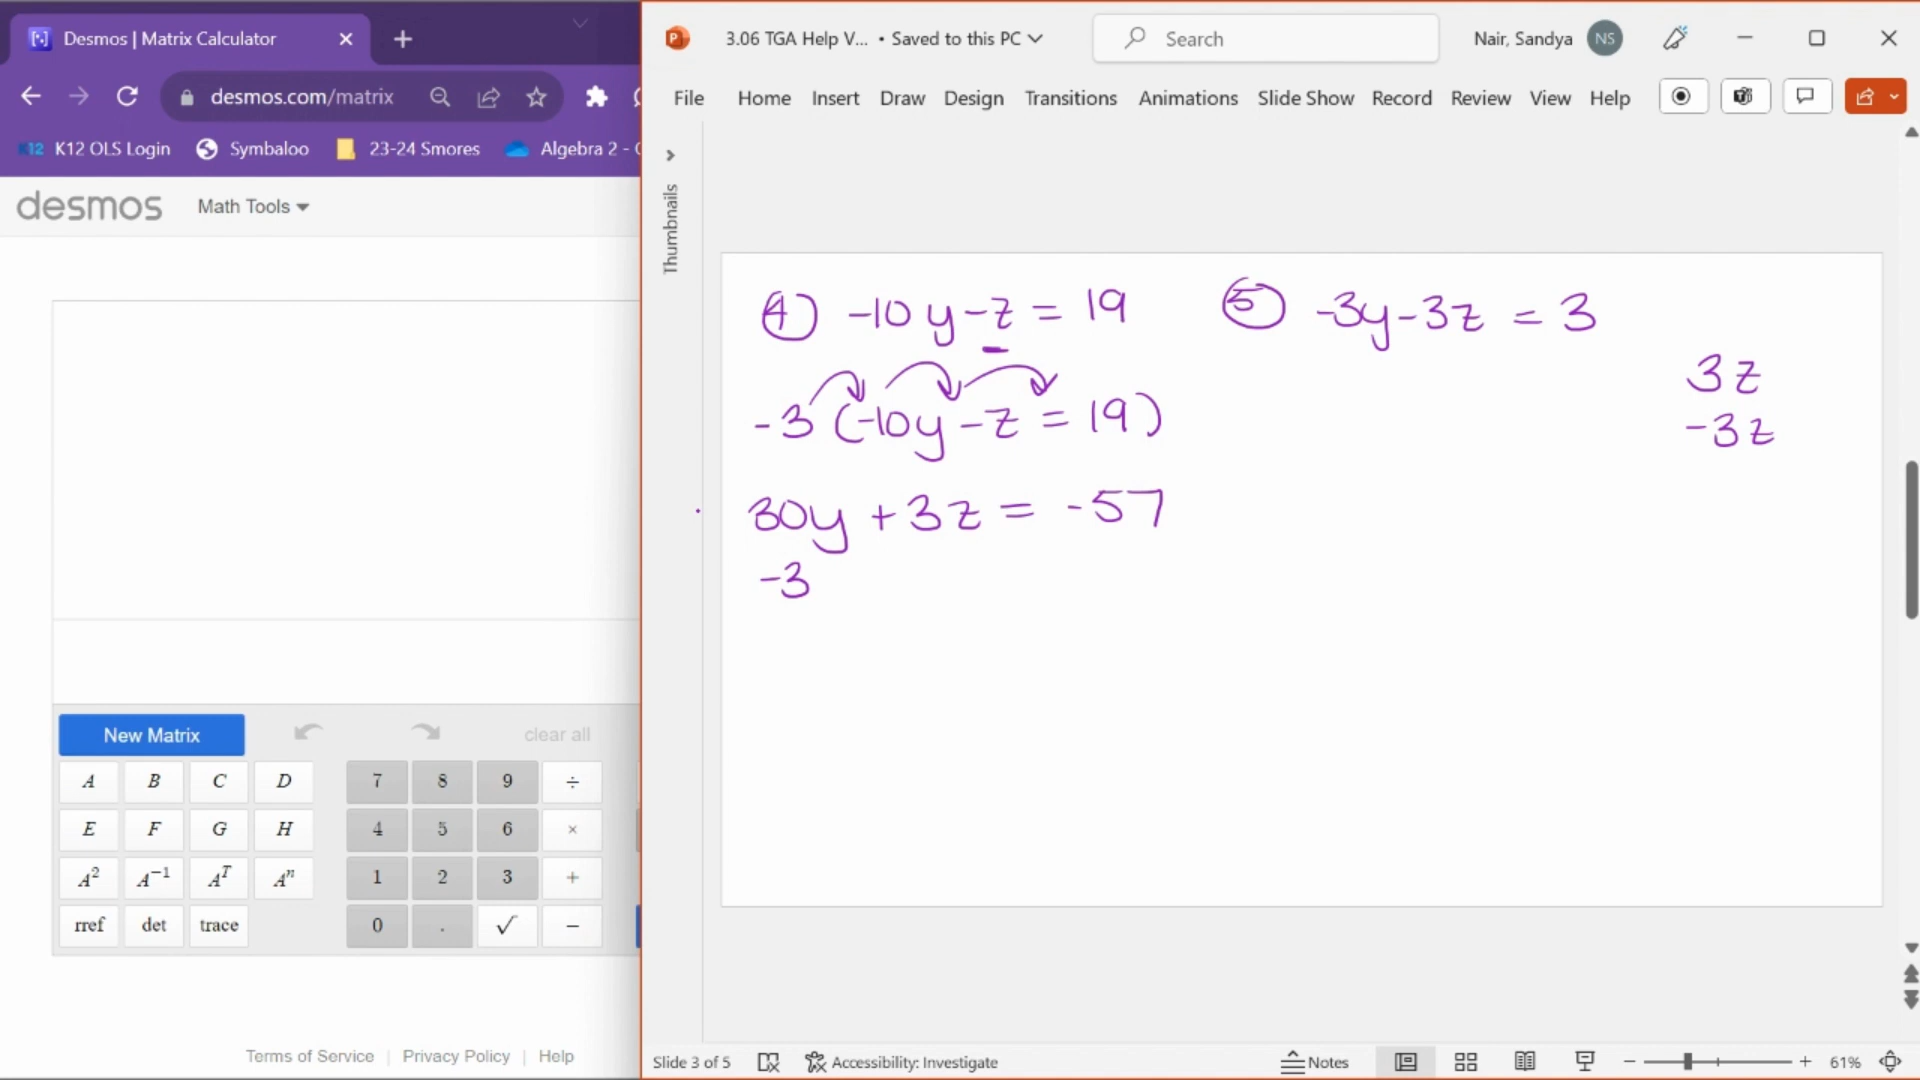 Desmos | Matrix Calculator
desmos.com/matrix
K12 K12 OLS Login Symbaloo 23-24 Smores Algebra 2 -
desmos Math Tools
New Matrix clear all
A B C D 7 8 9 ÷
E F G H 4 5 6 ×
A² A⁻¹ Aᵀ Aⁿ 1 2 3 +
rref det trace 0 . √ −
Terms of Service | Privacy Policy | Help
3.06 TGA Help V... • Saved to this PC Search Nair, Sandya NS
File Home Insert Draw Design Transitions Animations Slide Show Record Review View Help
Thumbnails
④ -10y-z = 19 ⑤ -3y-3z = 3
3z
-3(-10y-z = 19) -3z
30y + 3z = -57
-3
Slide 3 of 5 Accessibility: Investigate Notes 61%